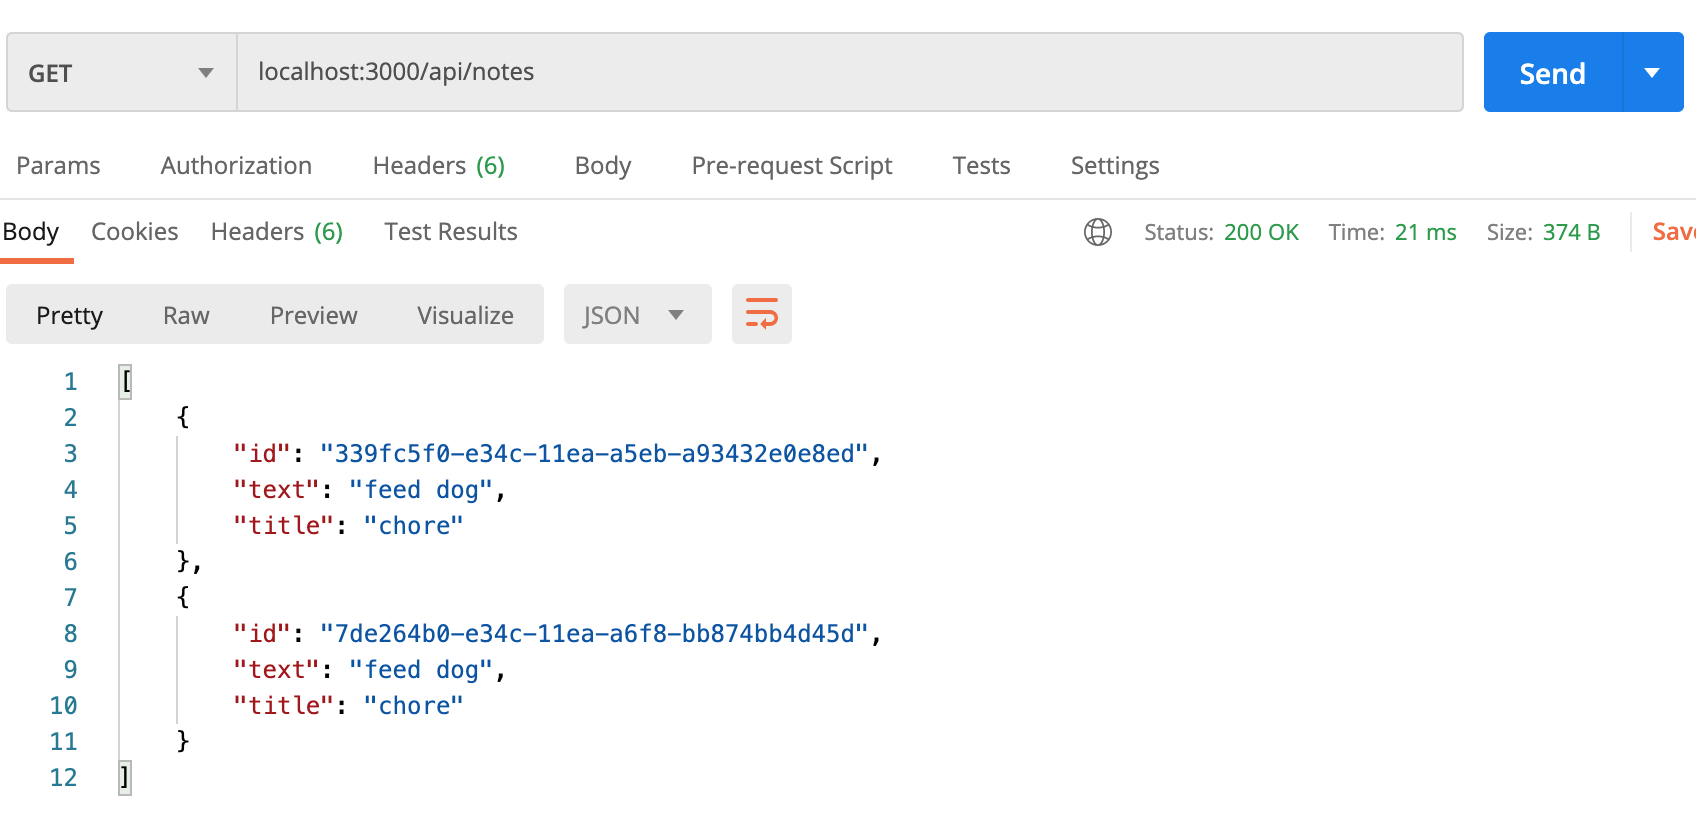 GET localhost:3000/api/notes Send
Params Authorization Headers (6) Body Pre-request Script Tests Settings
Body Cookies Headers (6) Test Results Status: 200 OK Time: 21 ms Size: 374 B Save
Pretty Raw Preview Visualize JSON
1 [
2 {
3 "id": "339fc5f0-e34c-11ea-a5eb-a93432e0e8ed",
4 "text": "feed dog",
5 "title": "chore"
6 },
7 {
8 "id": "7de264b0-e34c-11ea-a6f8-bb874bb4d45d",
9 "text": "feed dog",
10 "title": "chore"
11 }
12 ]